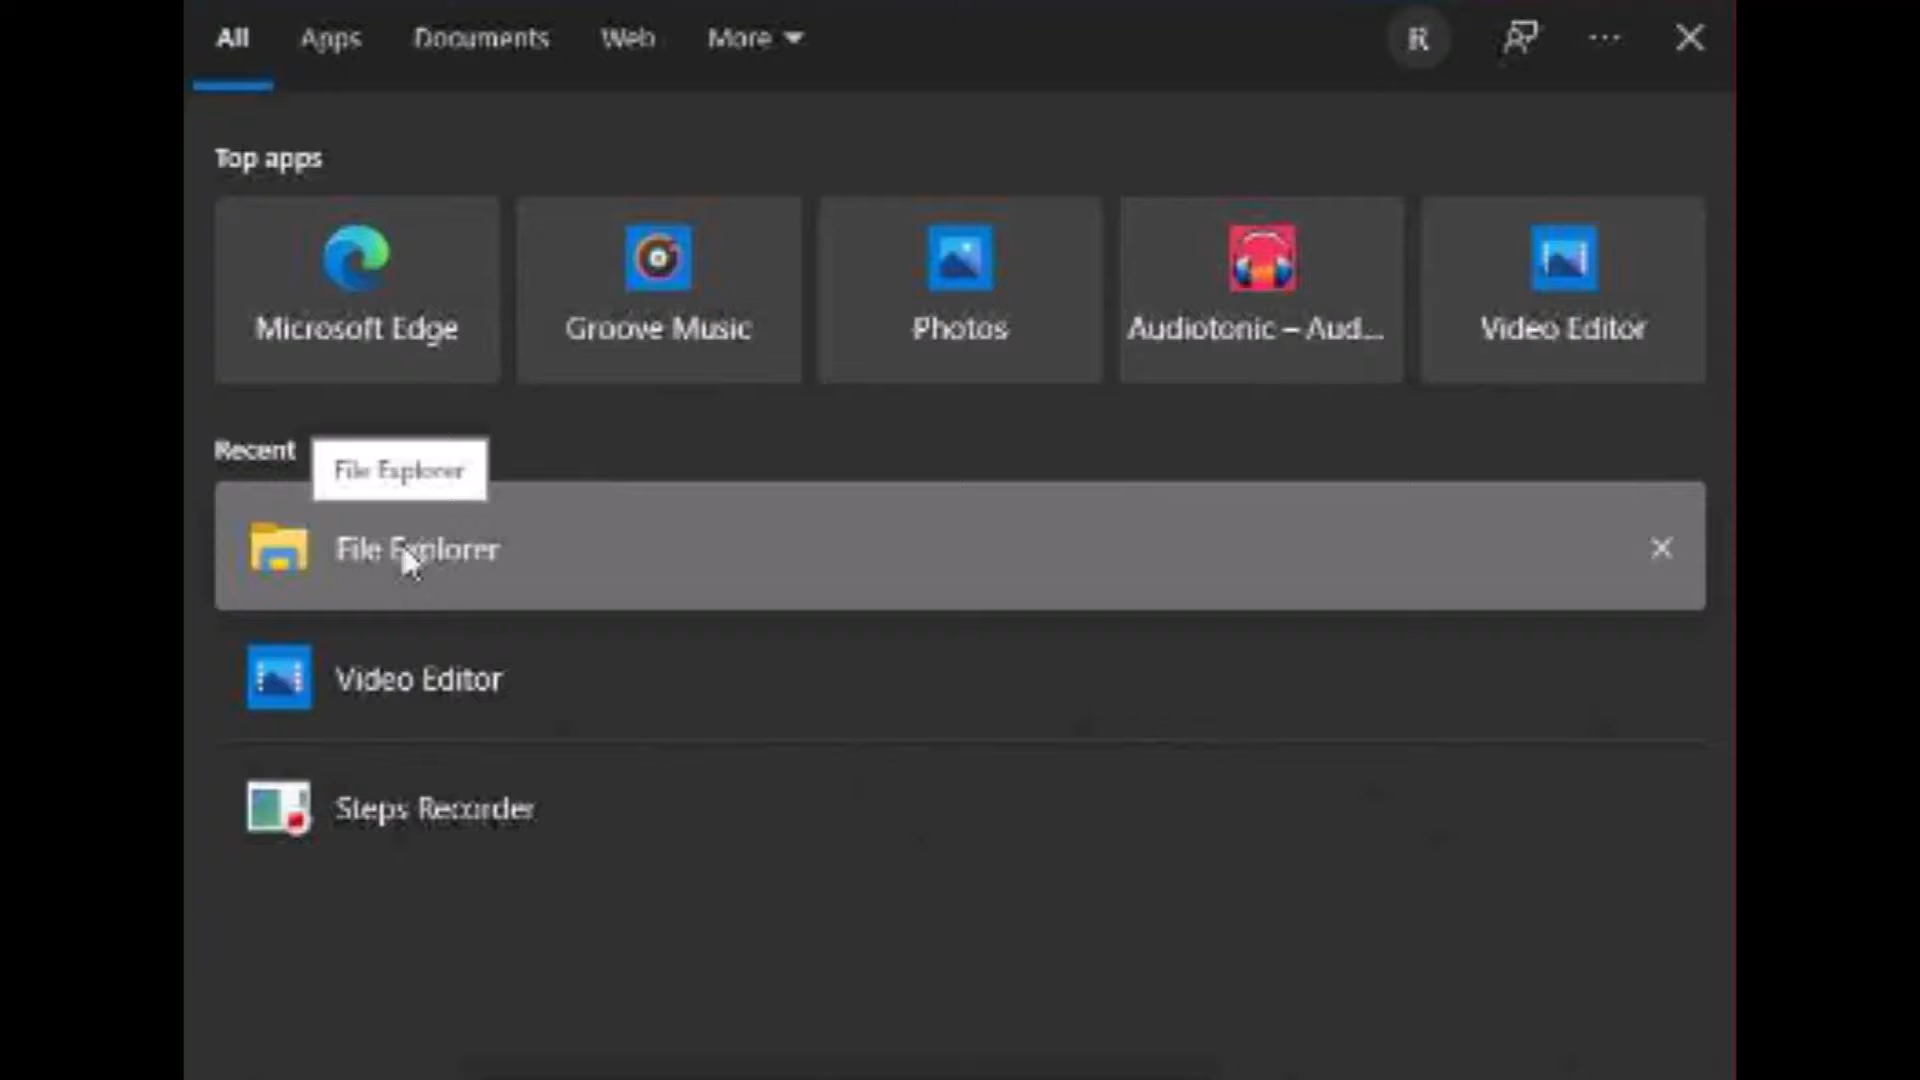 All Apps Documents Web More R
Top apps
Microsoft Edge Groove Music Photos Audiotonic – Aud... Video Editor
Recent
File Explorer
File Explorer
Video Editor
Steps Recorder